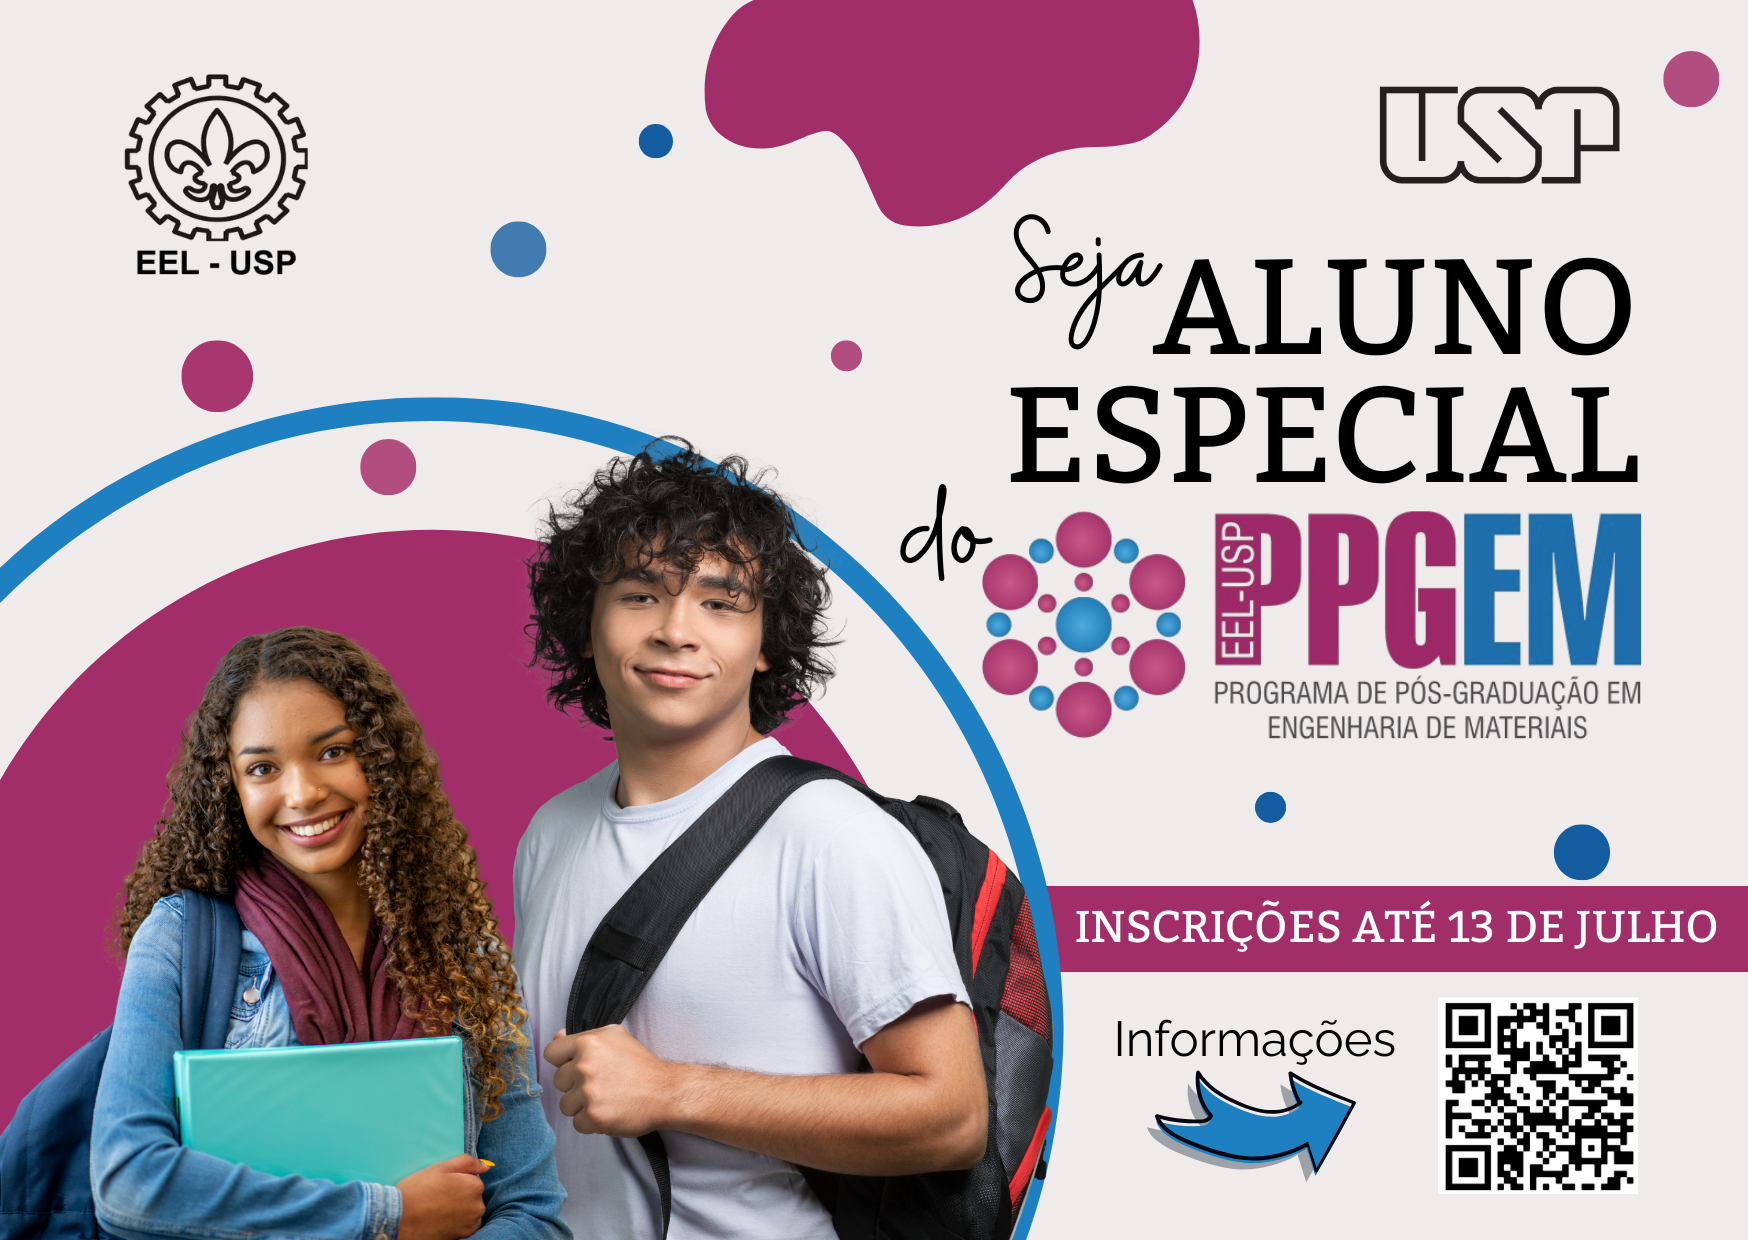 EEL - USP
USP
Seja ALUNO
ESPECIAL
do
EEL-USP PPGEM
PROGRAMA DE PÓS-GRADUAÇÃO EM
ENGENHARIA DE MATERIAIS
INSCRIÇÕES ATÉ 13 DE JULHO
Informações